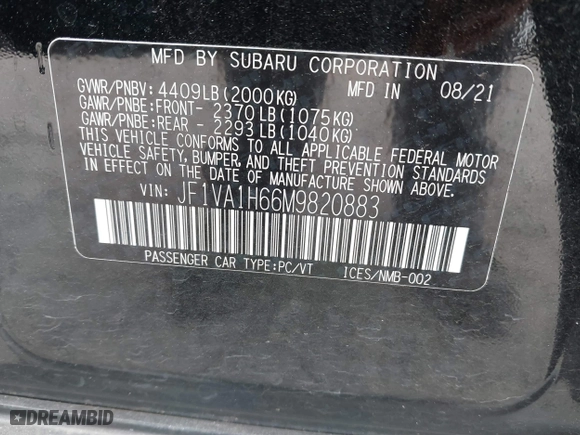 MFD BY SUBARU CORPORATION
GVWR/PNBV: 4409LB(2000KG) MFD IN 08/21
GAWR/PNBE:FRONT- 2370LB(1075KG)
GAWR/PNBE:REAR - 2293LB(1040KG)
THIS VEHICLE CONFORMS TO ALL APPLICABLE FEDERAL MOTOR
VEHICLE SAFETY, BUMPER, AND THEFT PREVENTION STANDARDS
IN EFFECT ON THE DATE OF MANUFACTURE SHOWN ABOVE.
VIN: JF1VA1H66M9820883
PASSENGER CAR TYPE:PC/VT ICES/NMB-002
DREAMBID